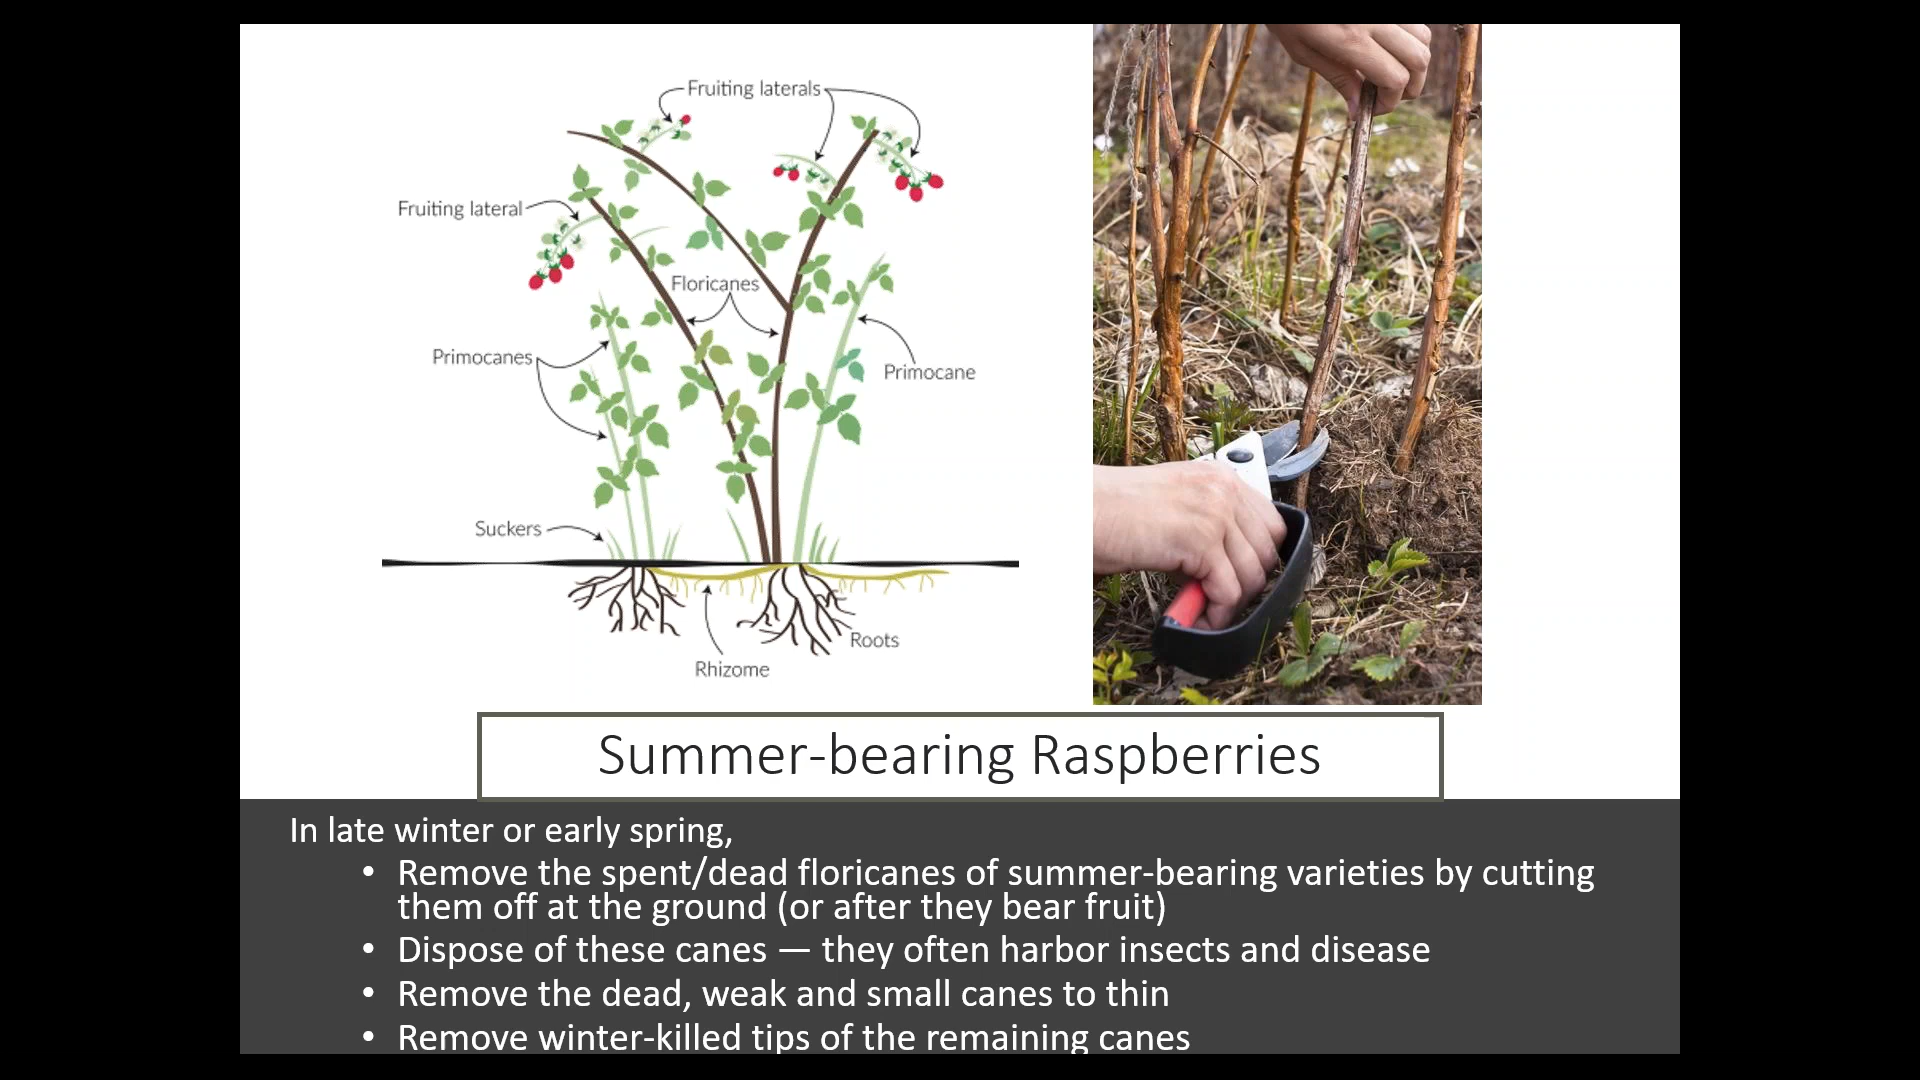 Fruiting laterals
Fruiting lateral
Floricanes
Primocanes
Primocane
Suckers
Roots
Rhizome
Summer-bearing Raspberries
In late winter or early spring,
• Remove the spent/dead floricanes of summer-bearing varieties by cutting
them off at the ground (or after they bear fruit)
• Dispose of these canes — they often harbor insects and disease
• Remove the dead, weak and small canes to thin
• Remove winter-killed tips of the remaining canes